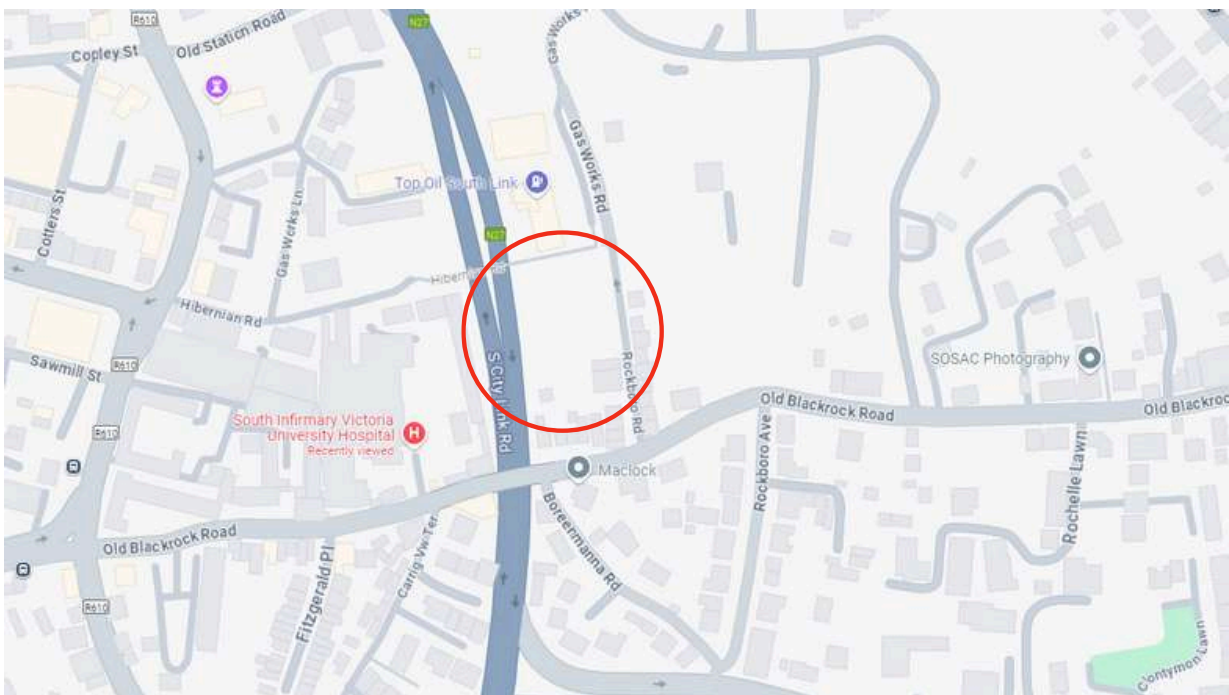 R610
N27
Copley St
Old Station Road
Gas Works
Gas Works Rd
Top Oil South Link
Cotters St
Gas Works Ln
N27
Hibernian Rd
Sawmill St
R610
S City Link Rd
Rockboro Rd
SOSAC Photography
South Infirmary Victoria
University Hospital
Recently viewed
H
Old Blackrock Road
Old Blackroc
R610
Maclock
Rockboro Ave
Rochelle Lawn
Boreenmanna Rd
Old Blackrock Road
Carrig Vw Ter
Fitzgerald Pl
R610
Clontymon Lawn